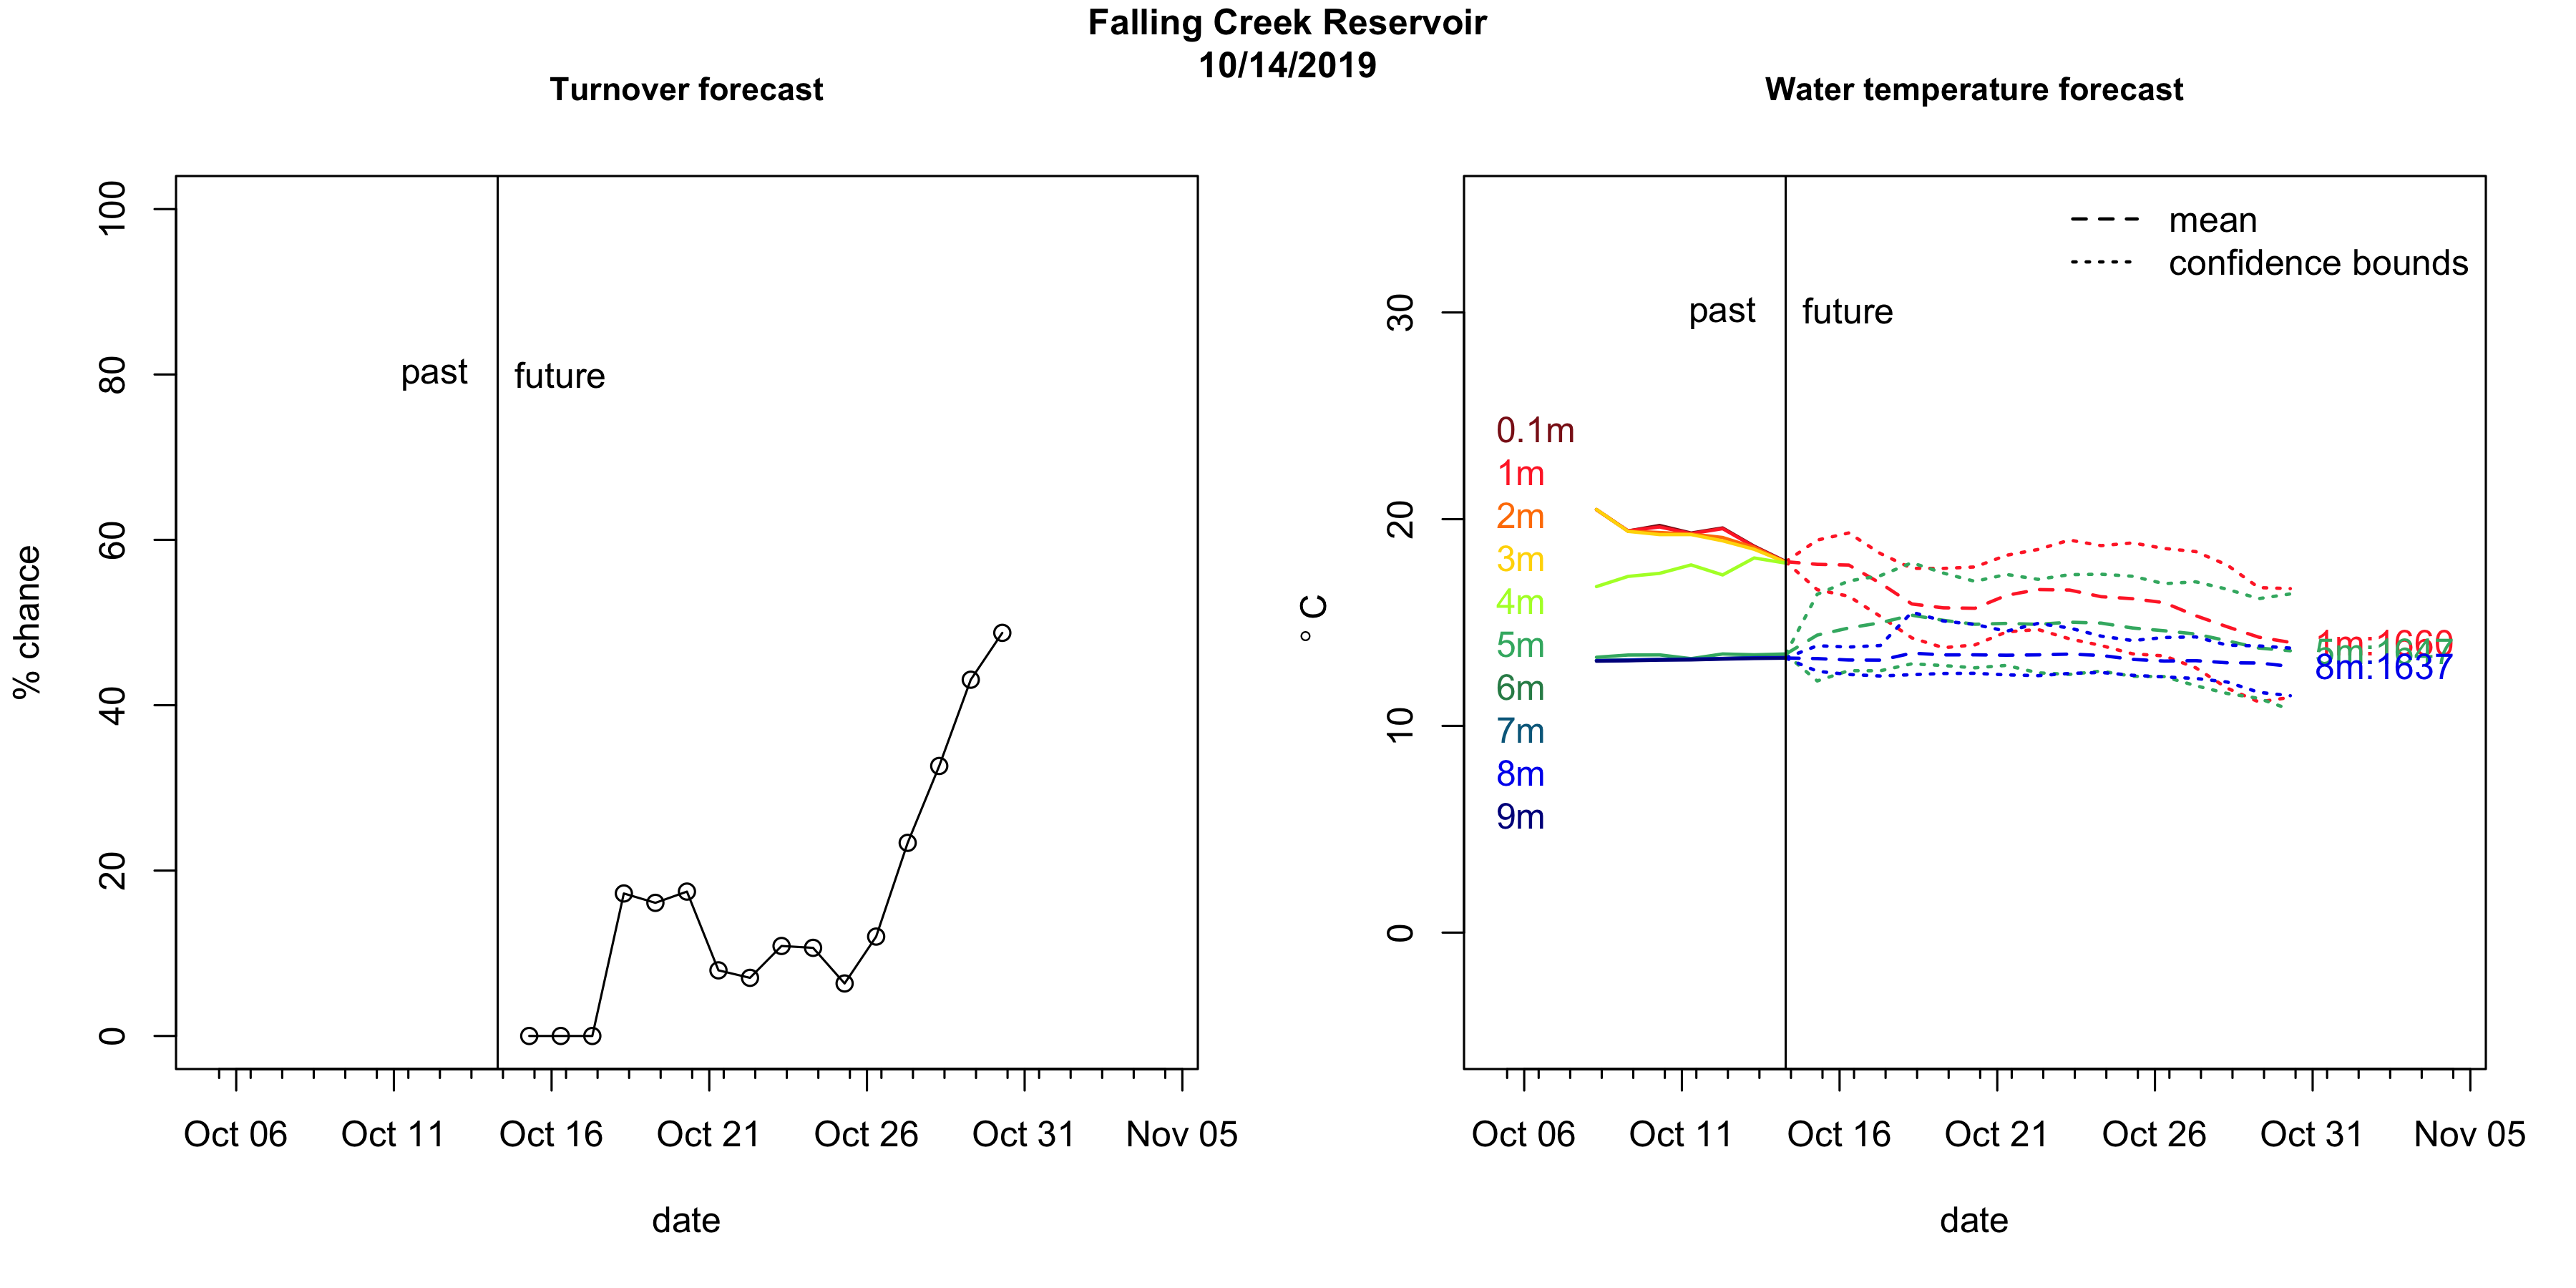 Falling Creek Reservoir
10/14/2019
Turnover forecast
% chance
100
80
60
40
20
0
past
future
Oct 06
Oct 11
Oct 16
Oct 21
Oct 26
Oct 31
Nov 05
date
Water temperature forecast
° C
30
20
10
0
mean
confidence bounds
past
future
0.1m
1m
2m
3m
4m
5m
6m
7m
8m
9m
1m:1660
8m:1637
Oct 06
Oct 11
Oct 16
Oct 21
Oct 26
Oct 31
Nov 05
date